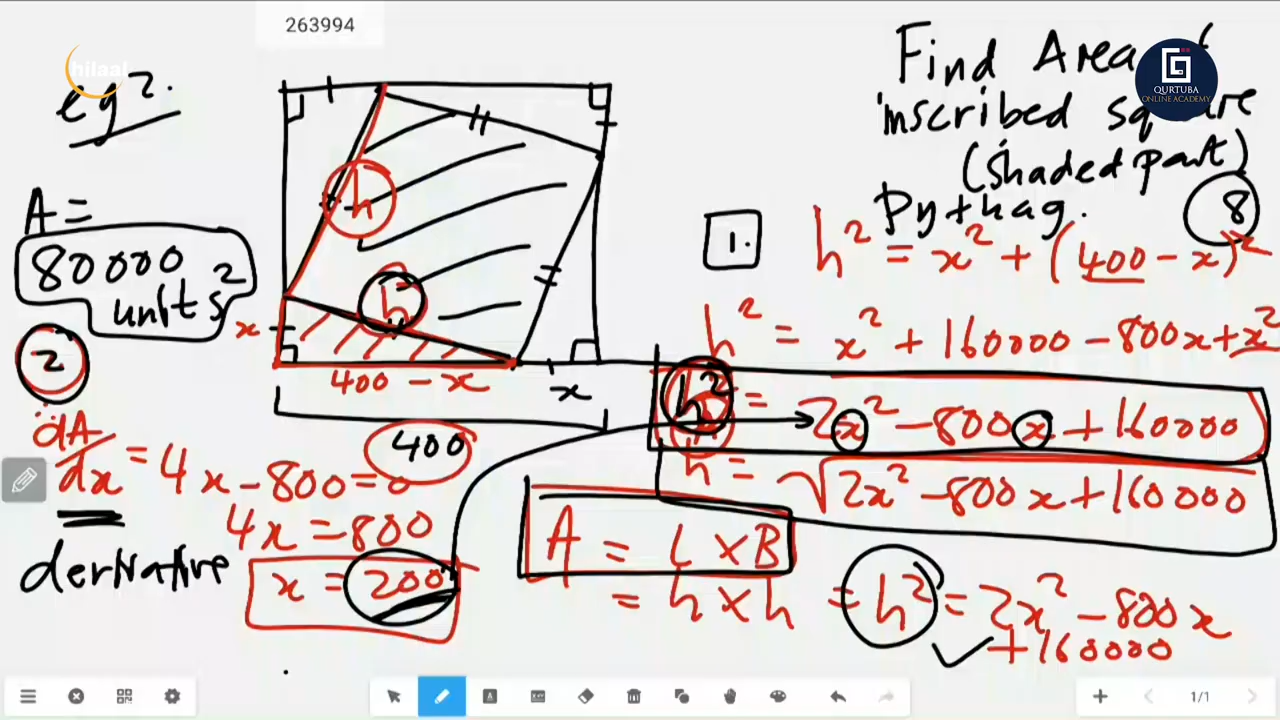 263994
hilaal
eg 2.
Find Area of
inscribed square
(shaded part)
QURTUBA
ONLINE ACADEMY
Pythag.
8
1.
h² = x² + (400 - x)²
h² = x² + 160000 - 800x + x²
h² = 2x² - 800x + 160000
h = √2x² - 800x + 160000
A = L × B
= h × h = h² = 2x² - 800x
+ 160000
h
h
x
400 - x
x
400
A =
80000
units²
2
dA/dx = 4x - 800 = 0
4x = 800
x = 200
derivative
1/1